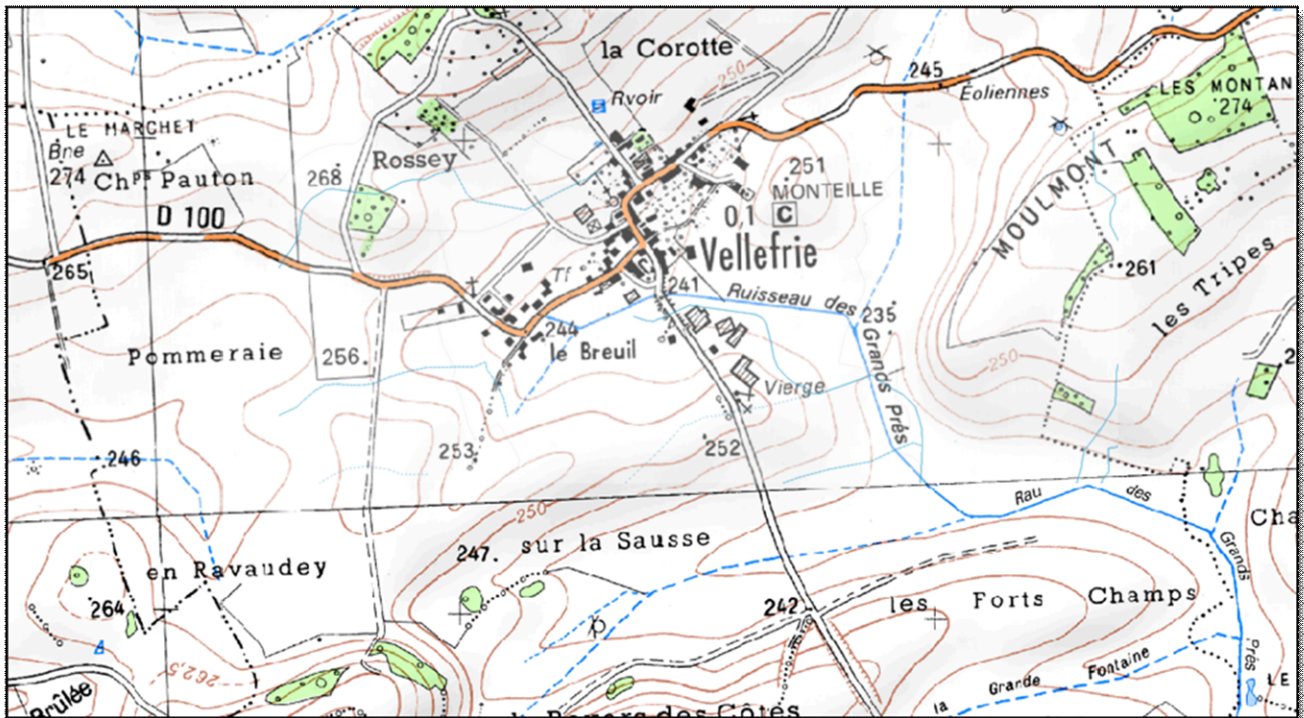 la Corotte
250
245
Éoliennes
LES MONTAN
274
Rvoir
LE MARCHET
Bne
274
Chps Pauton
Rossey
268
251
MONTEILLE
MOULMONT
D 100
0,1 C
Vellefrie
265
Tf
241
Ruisseau des
Grands Prés
235
261
les Tripes
244
le Breuil
Pommeraie
256.
250
2
Vierge
253
252
246
250
Rau des
Grands
Prés
Cha
247.
sur la Sausse
en Ravaudey
264
242
les Forts Champs
262.5
Brûlée
la Grande Fontaine
LE